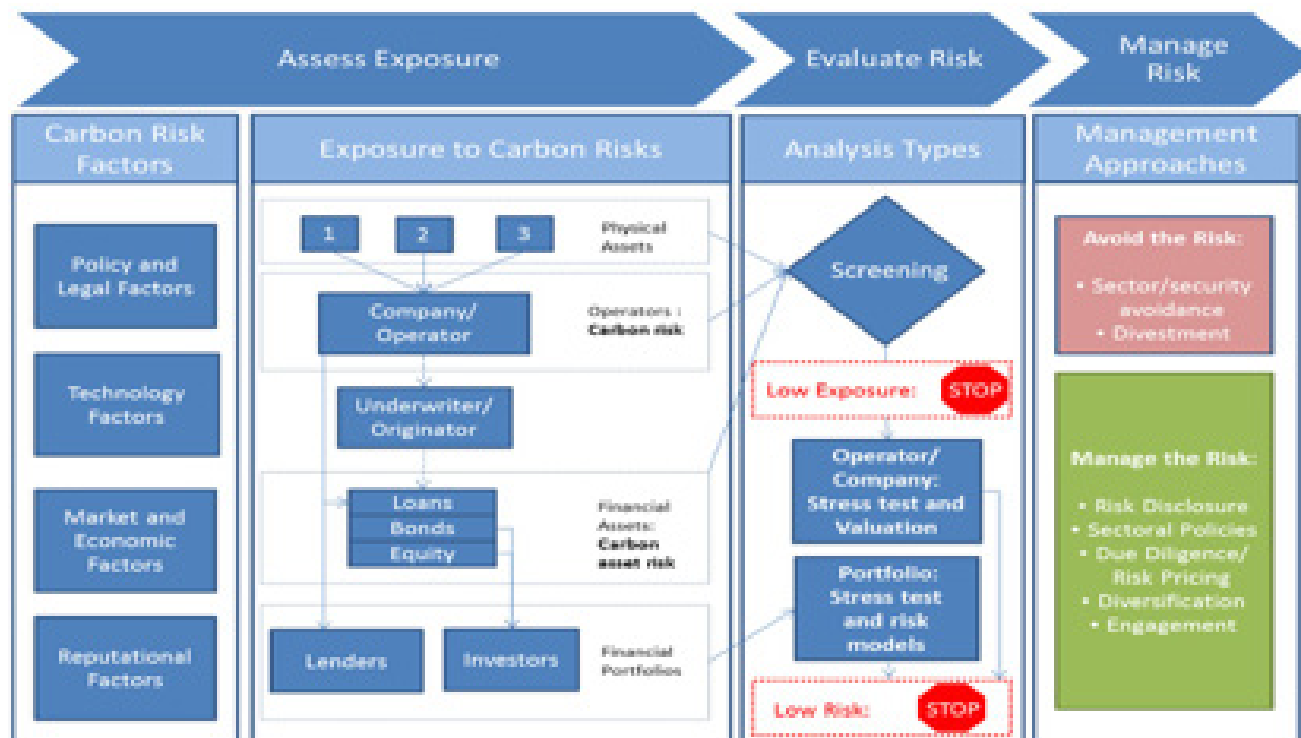 Assess Exposure
Evaluate Risk
Manage
Risk
Carbon Risk
Factors
Exposure to Carbon Risks
Analysis Types
Management
Approaches
Policy and
Legal Factors
Technology
Factors
Market and
Economic
Factors
Reputational
Factors
1
2
3
Physical
Assets
Company/
Operator
Operators :
Carbon risk
Underwriter/
Originator
Loans
Bonds
Equity
Financial
Assets:
Carbon
asset risk
Lenders
Investors
Financial
Portfolios
Screening
Low Exposure:
STOP
Operator/
Company:
Stress test and
Valuation
Portfolio:
Stress test
and risk
models
Low Risk:
STOP
Avoid the Risk:
• Sector/security
avoidance
• Divestment
Manage the Risk:
• Risk Disclosure
• Sectoral Policies
• Due Diligence/
Risk Pricing
• Diversification
• Engagement